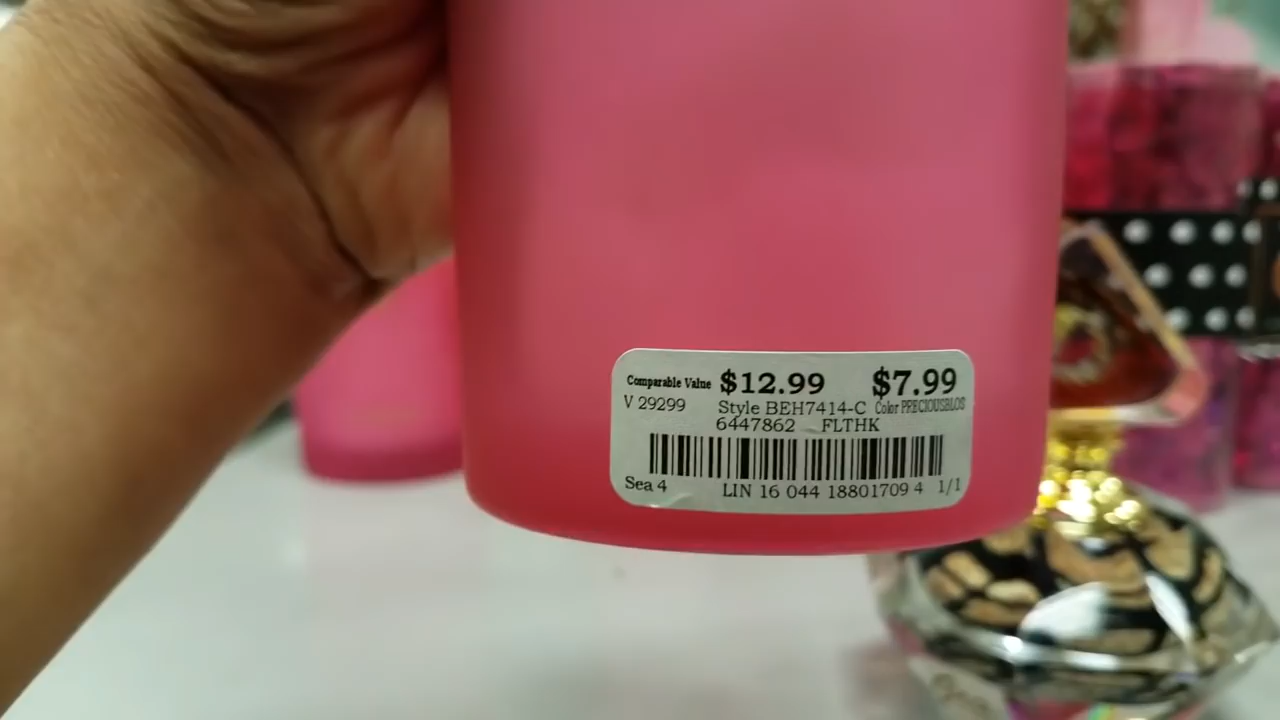 Comparable Value $12.99 $7.99
V 29299 Style BEH7414-C Color PRECIOUSBLOS
6447862 FLTHK
Sea 4 LIN 16 044 18801709 4 1/1